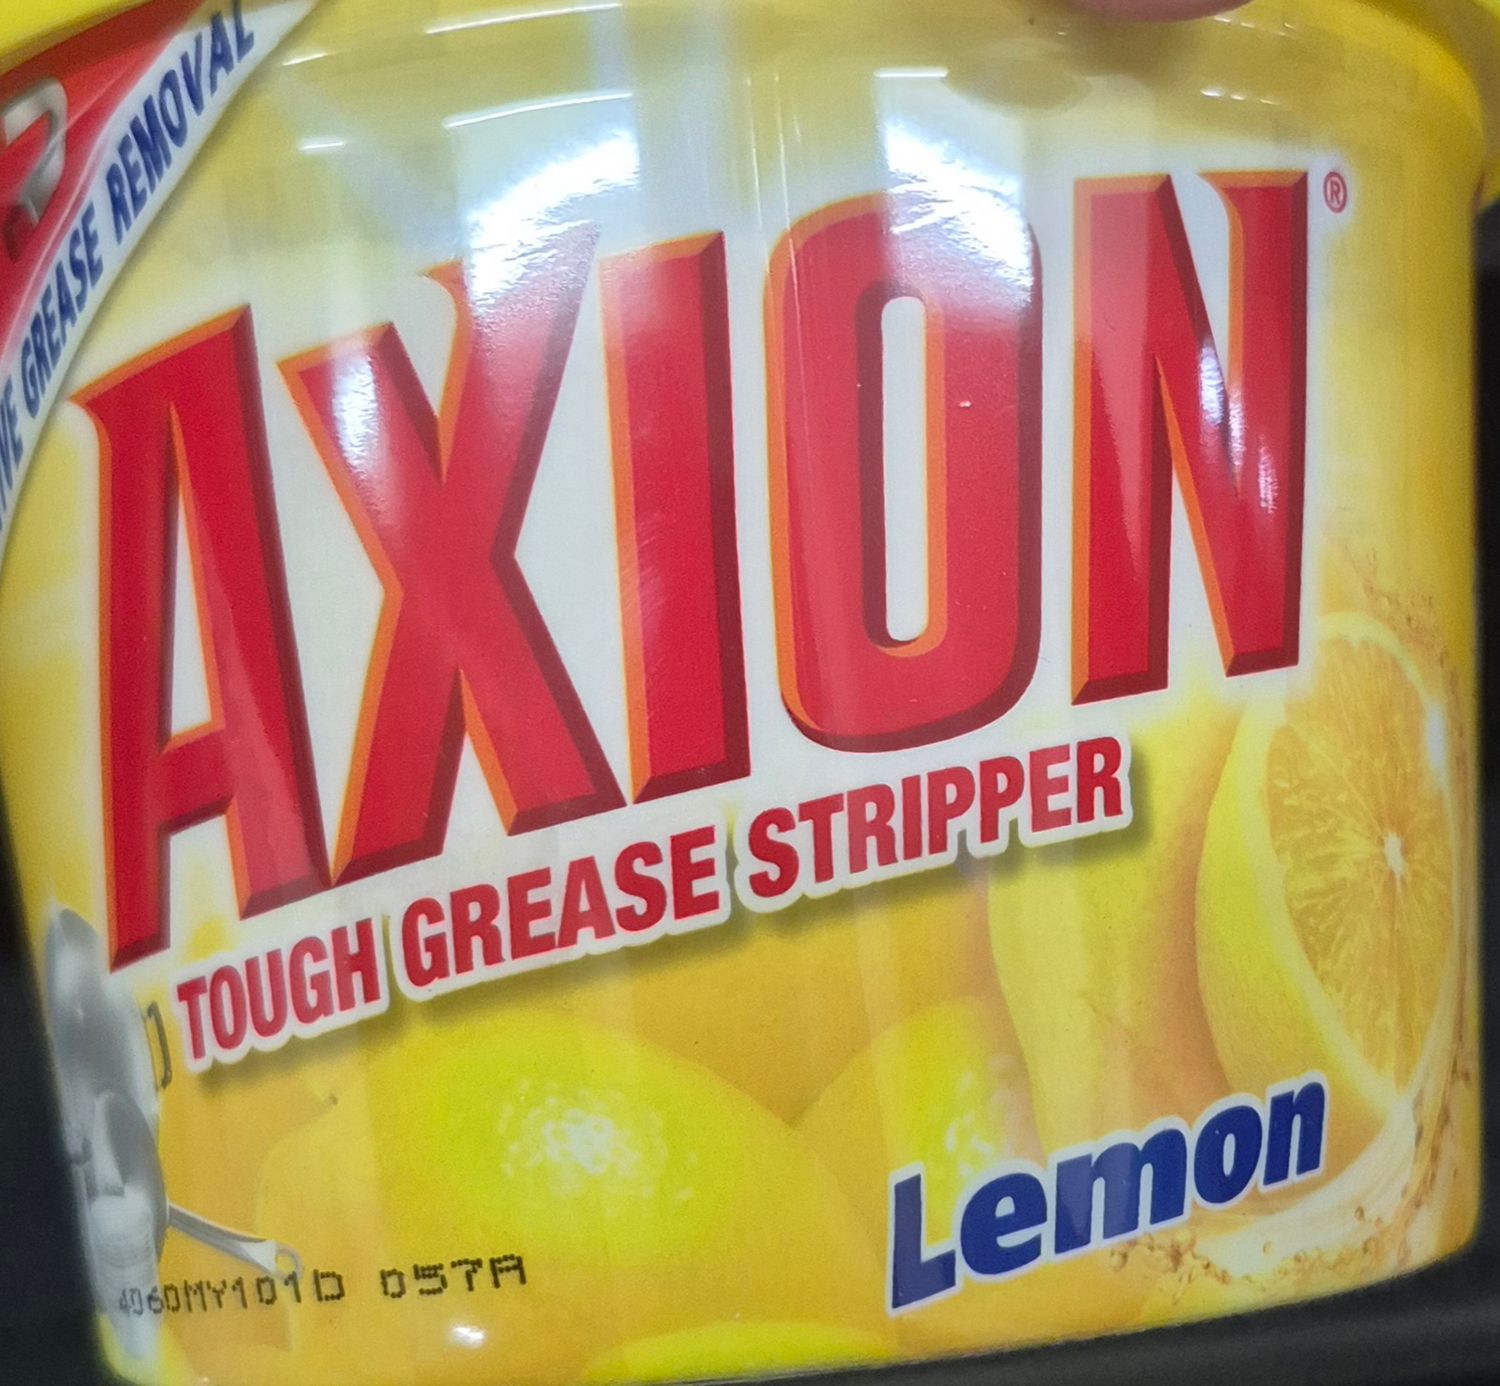 GREASE REMOVAL
AXION®
TOUGH GREASE STRIPPER
Lemon
4060MY101D 057A